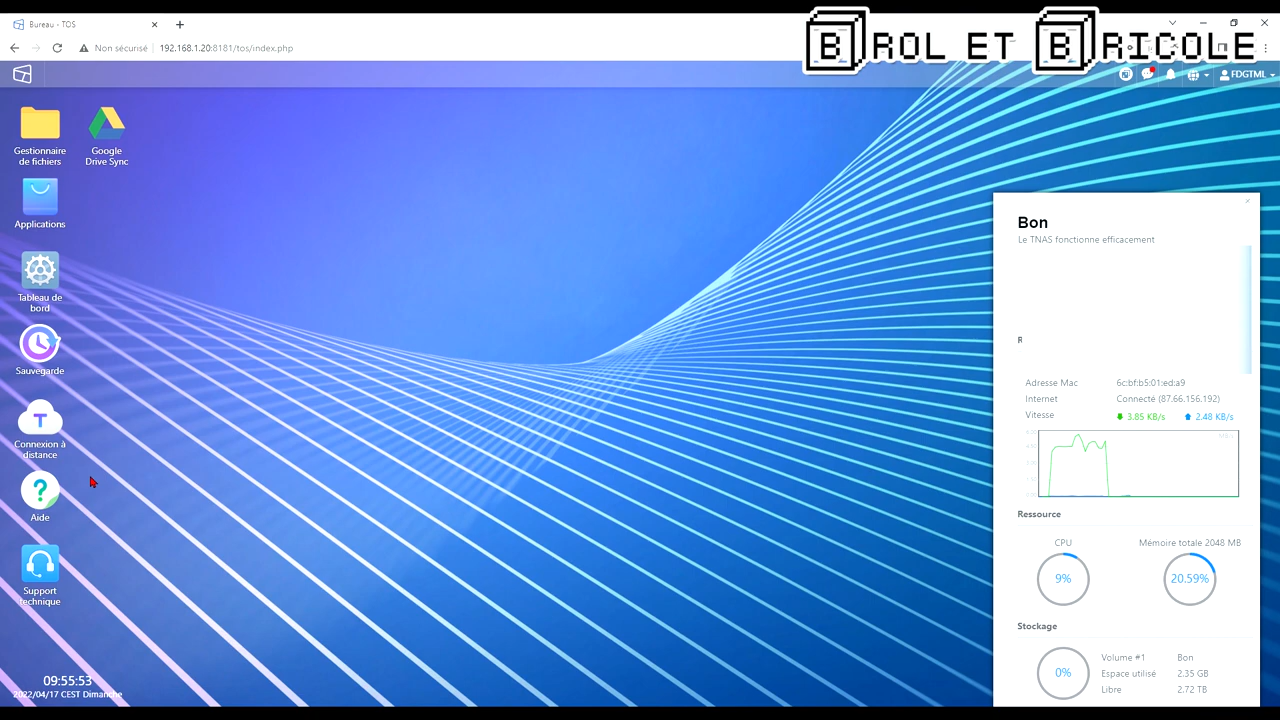 Bureau - TOS
BROL ET BRICOLE
Non sécurisé
192.168.1.20:8181/tos/index.php
FDGTML
Gestionnaire
de fichiers
Google
Drive Sync
Applications
Tableau de
bord
Sauvegarde
T
Connexion à
distance
?
Aide
Support
technique
09:55:53
2022/04/17 CEST Dimanche
Bon
Le TNAS fonctionne efficacement
R
Adresse Mac 6c:bf:b5:01:ed:a9
Internet Connecté (87.66.156.192)
Vitesse 3.85 KB/s 2.48 KB/s
Ressource
CPU Mémoire totale 2048 MB
9% 20.59%
Stockage
0%
Volume #1 Bon
Espace utilisé 2.35 GB
Libre 2.72 TB